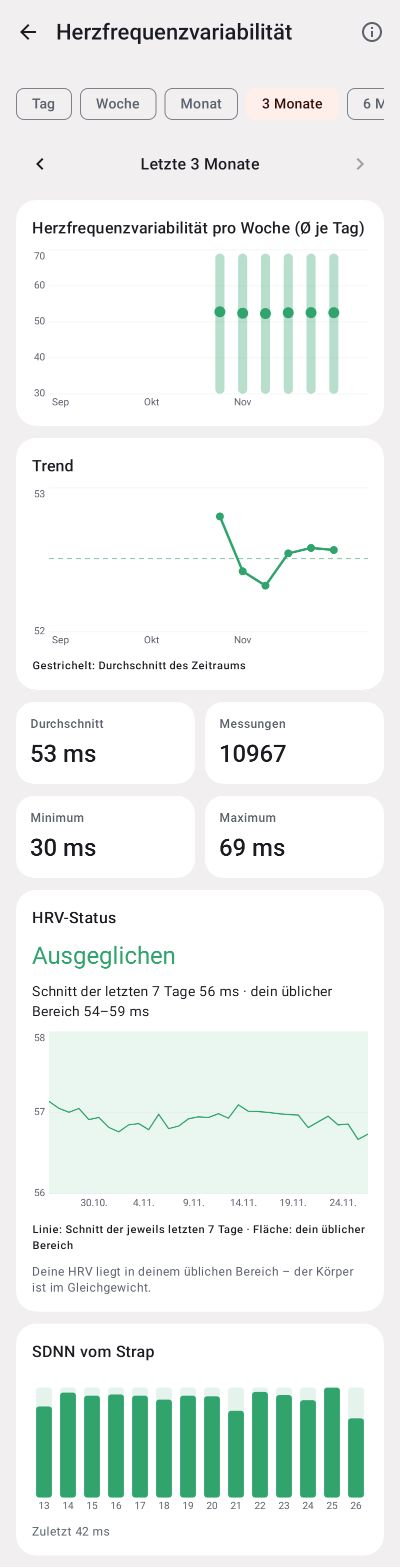 Herzfrequenzvariabilität
Tag
Woche
Monat
3 Monate
6 M
Letzte 3 Monate
Herzfrequenzvariabilität pro Woche (Ø je Tag)
70
60
50
40
30
Sep
Okt
Nov
Trend
53
52
Sep
Okt
Nov
Gestrichelt: Durchschnitt des Zeitraums
Durchschnitt
53 ms
Messungen
10967
Minimum
30 ms
Maximum
69 ms
HRV-Status
Ausgeglichen
Schnitt der letzten 7 Tage 56 ms · dein üblicher
Bereich 54–59 ms
58
57
56
30.10.
4.11.
9.11.
14.11.
19.11.
24.11.
Linie: Schnitt der jeweils letzten 7 Tage · Fläche: dein üblicher
Bereich
Deine HRV liegt in deinem üblichen Bereich – der Körper
ist im Gleichgewicht.
SDNN vom Strap
13
14
15
16
17
18
19
20
21
22
23
24
25
26
Zuletzt 42 ms